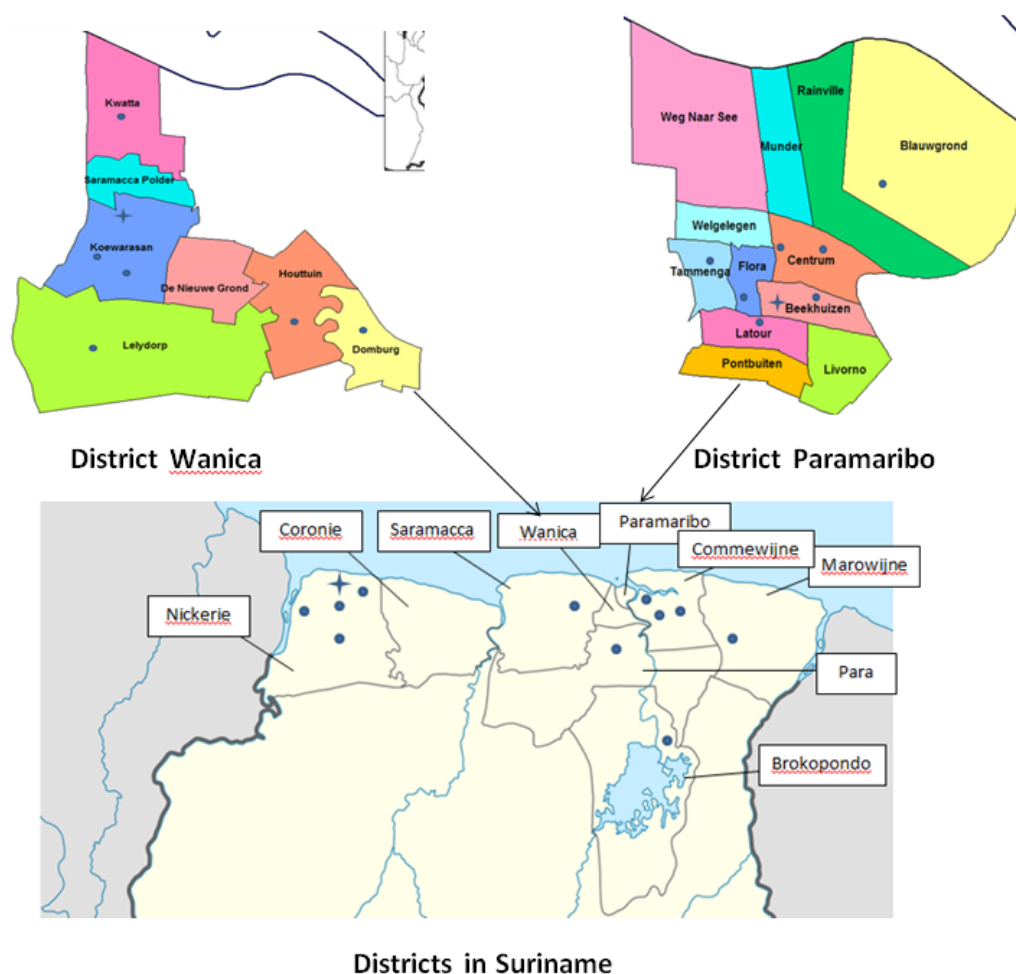 Kwatta
Saramacca Polder
Koewarasan
De Nieuwe Grond
Houttuin
Lelydorp
Domburg
District Wanica
Weg Naar See
Munder
Rainville
Blauwgrond
Welgelegen
Tammenga
Flora
Centrum
Beekhuizen
Latour
Pontbuiten
Livorno
District Paramaribo
Coronie
Saramacca
Wanica
Paramaribo
Commewijne
Marowijne
Nickerie
Para
Brokopondo
Districts in Suriname